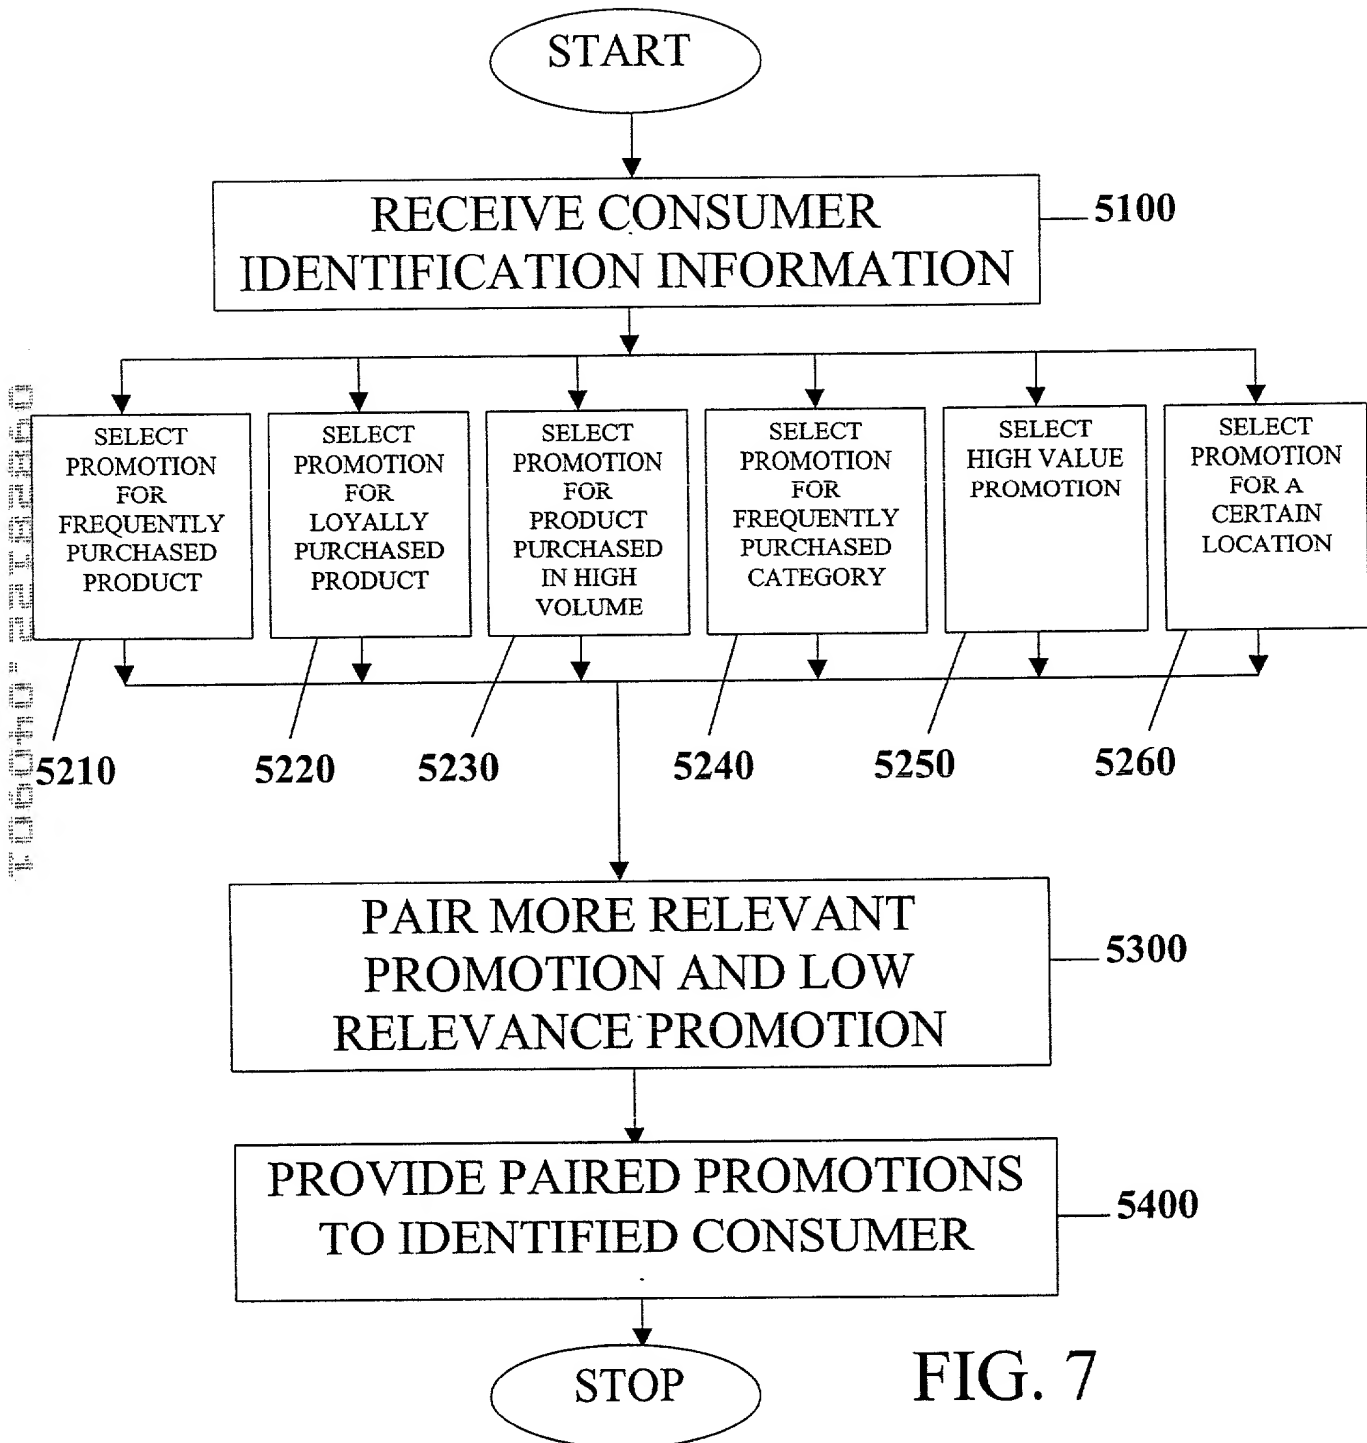 START
RECEIVE CONSUMER
IDENTIFICATION INFORMATION
5100
SELECT
PROMOTION
FOR
FREQUENTLY
PURCHASED
PRODUCT
SELECT
PROMOTION
FOR
LOYALLY
PURCHASED
PRODUCT
SELECT
PROMOTION
FOR
PRODUCT
PURCHASED
IN HIGH
VOLUME
SELECT
PROMOTION
FOR
FREQUENTLY
PURCHASED
CATEGORY
SELECT
HIGH VALUE
PROMOTION
SELECT
PROMOTION
FOR A
CERTAIN
LOCATION
5210
5220
5230
5240
5250
5260
PAIR MORE RELEVANT
PROMOTION AND LOW
RELEVANCE PROMOTION
5300
PROVIDE PAIRED PROMOTIONS
TO IDENTIFIED CONSUMER
5400
STOP
FIG. 7